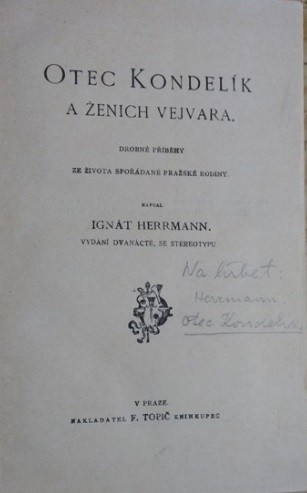 OTEC KONDELÍK
A ŽENICH VEJVARA.
DROBNÉ PŘÍBĚHY
ZE ŽIVOTA SPOŘÁDANÉ PRAŽSKÉ RODINY.
NAPSAL
IGNÁT HERRMANN.
VYDÁNÍ DVANÁCTÉ, SE STEREOTYPU
Na hřbet:
Herrmann
Otec Kondelík
V PRAZE.
NAKLADATEL F. TOPIČ KNIHKUPEC